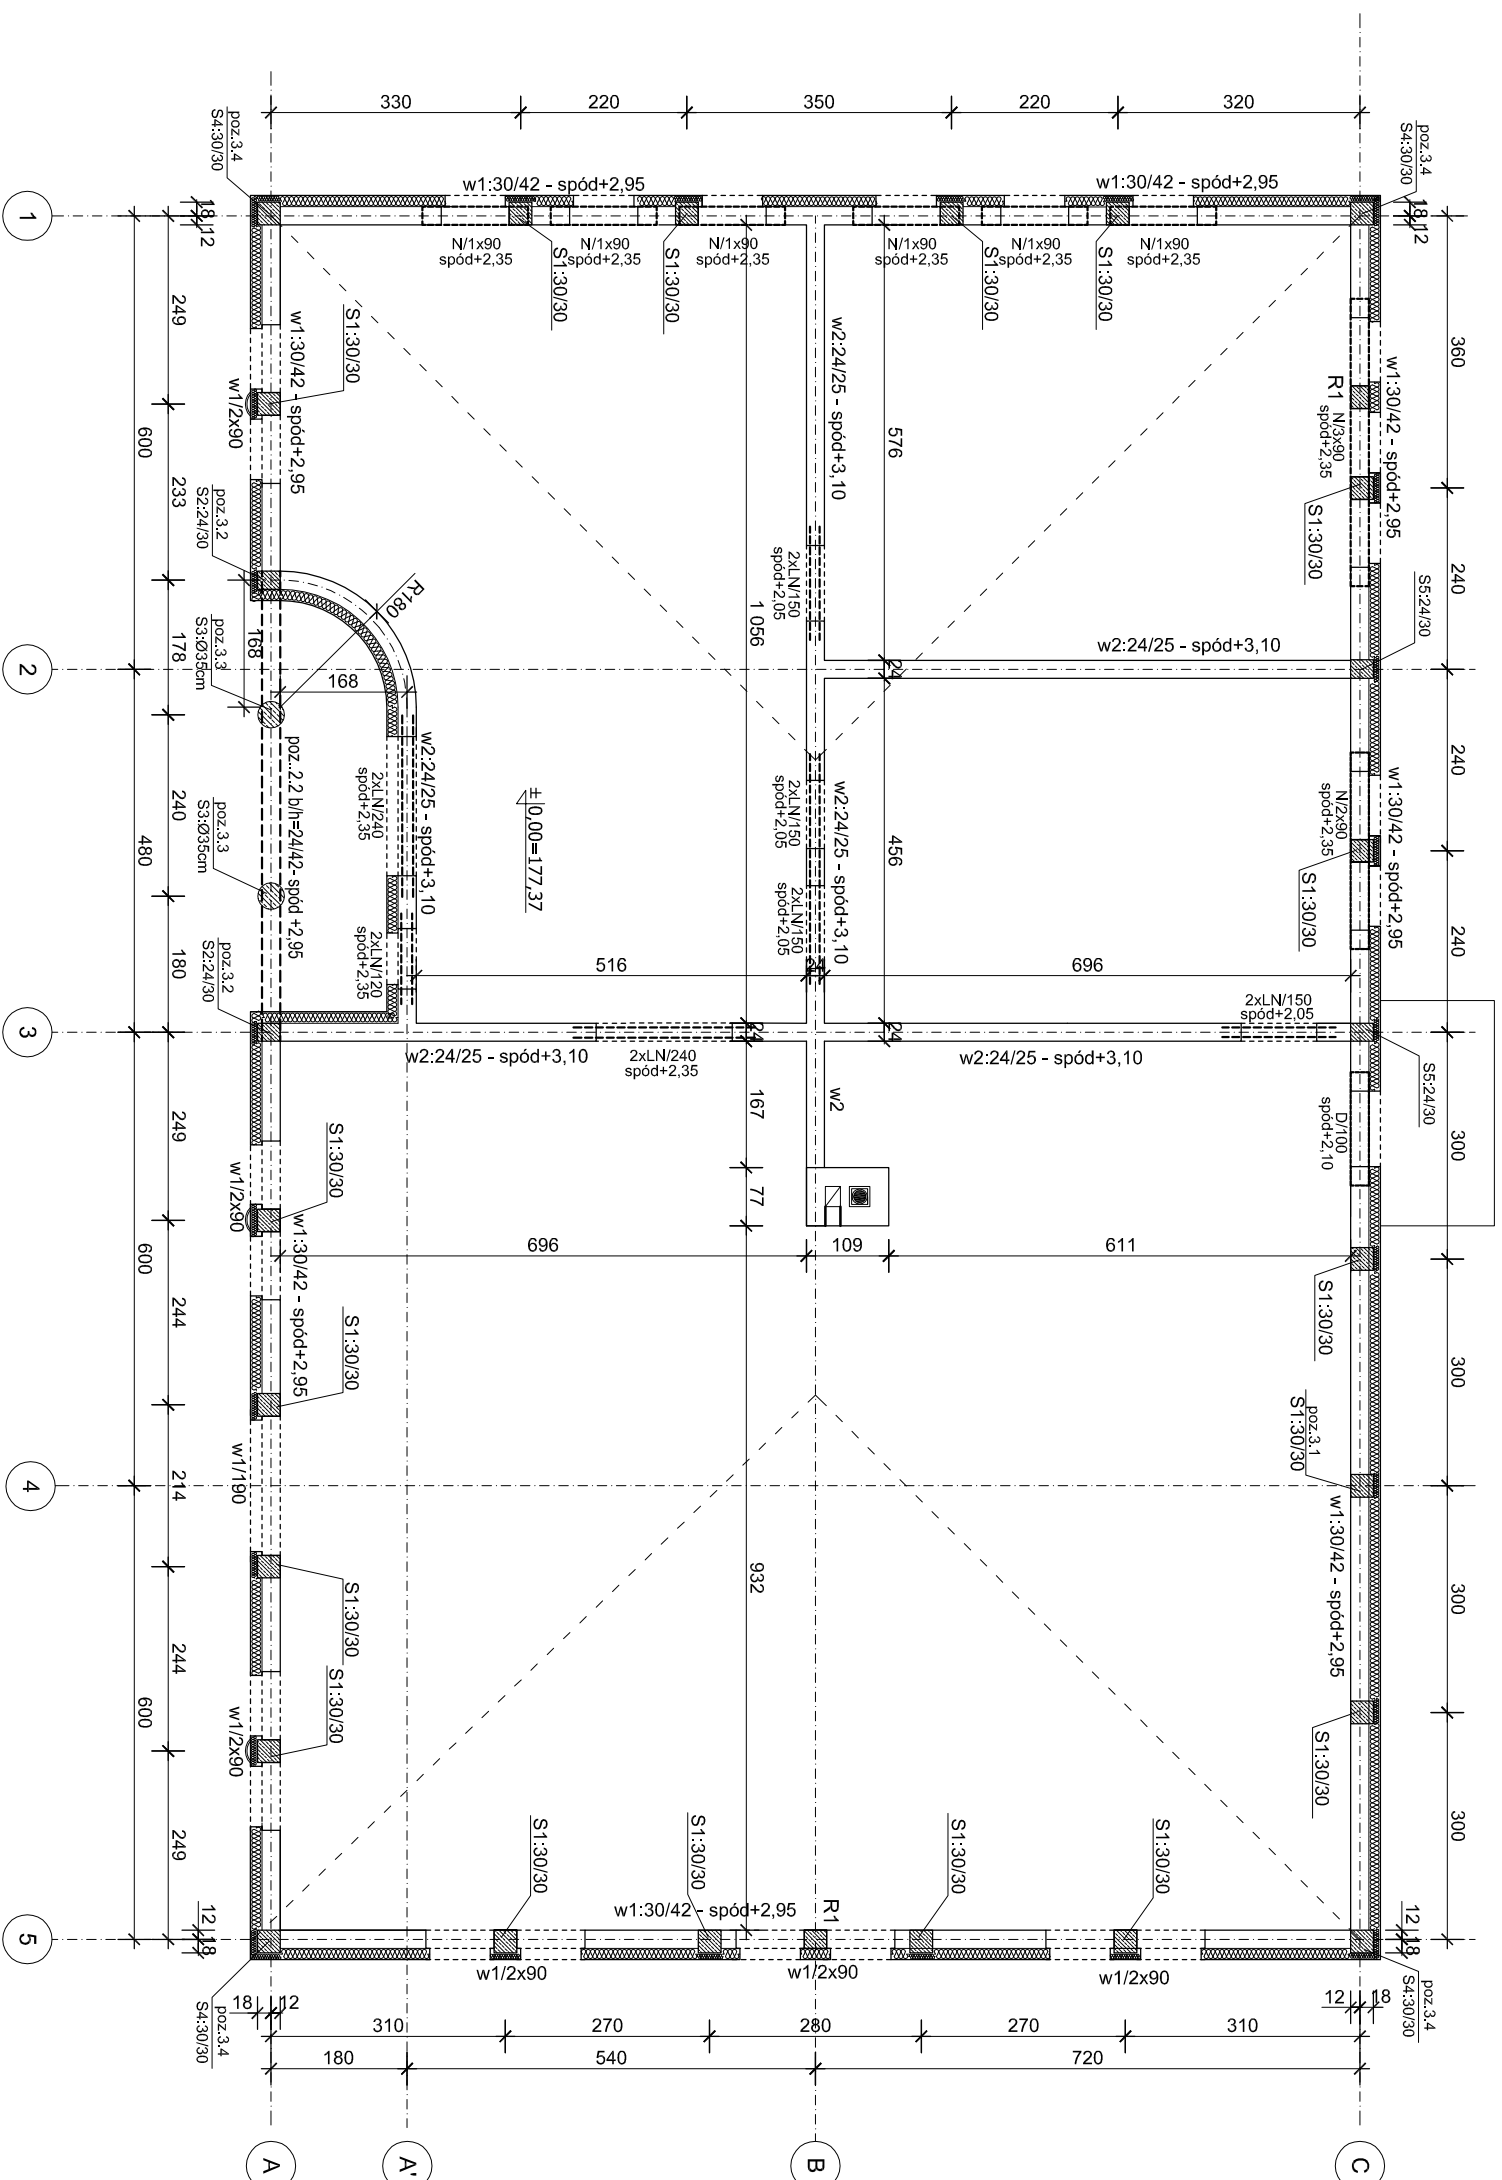 330
220
350
220
320
poz.3.4
S4:30/30
poz.3.4
S4:30/30
w1:30/42 - spód+2,95
w1:30/42 - spód+2,95
1
18
12
18
12
N/1x90
spód+2,35
N/1x90
spód+2,35
N/1x90
spód+2,35
N/1x90
spód+2,35
N/1x90
spód+2,35
N/1x90
spód+2,35
S1:30/30
S1:30/30
S1:30/30
S1:30/30
249
600
233
178
240
480
180
249
600
244
214
244
600
249
w1:30/42 - spód+2,95
S1:30/30
w1/2x90
poz.3.2
S2:24/30
R180
168
168
poz.3.3
S3:Ø35cm
2
w2:24/25 - spód+3,10
576
2xLN/150
spód+2,05
1 056
24
w2:24/25 - spód+3,10
360
w1:30/42 - spód+2,95
R1
N/3x90
spód+2,35
S1:30/30
240
S5:24/30
240
w1:30/42 - spód+2,95
N/2x90
spód+2,35
S1:30/30
240
poz.2.2 b/h=24/42- spód +2,95
poz.3.3
S3:Ø35cm
2xLN/240
spód+2,35
w2:24/25 - spód+3,10
2xLN/120
spód+2,35
±0,00=177,37
2xLN/150
spód+2,05
w2:24/25 - spód+3,10
2xLN/150
spód+2,05
456
516
24
696
poz.3.2
S2:24/30
3
w2:24/25 - spód+3,10
2xLN/240
spód+2,35
24
24
w2:24/25 - spód+3,10
2xLN/150
spód+2,05
S5:24/30
D/100
spód+2,10
300
w2
167
77
696
109
611
S1:30/30
w1/2x90
w1:30/42 - spód+2,95
S1:30/30
S1:30/30
300
poz.3.1
S1:30/30
w1/190
4
w1:30/42 - spód+2,95
300
932
S1:30/30
S1:30/30
w1/2x90
S1:30/30
300
S1:30/30
S1:30/30
S1:30/30
S1:30/30
w1:30/42 - spód+2,95
R1
12
18
12
18
5
w1/2x90
w1/2x90
w1/2x90
18
12
12
18
poz.3.4
S4:30/30
poz.3.4
S4:30/30
310
270
280
270
310
180
540
720
A
A'
B
C